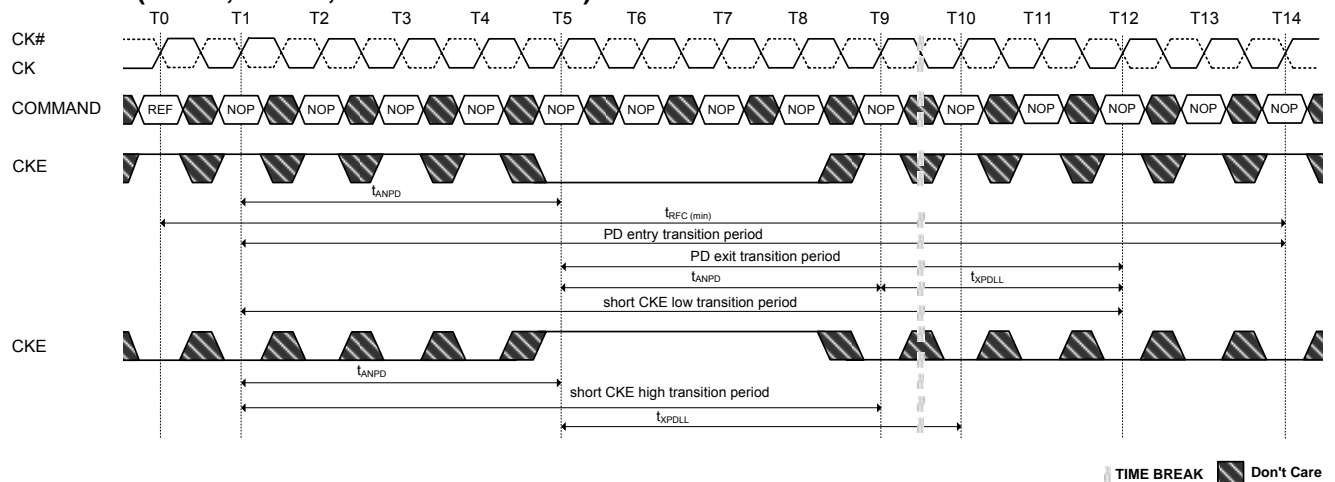 T0 T1 T2 T3 T4 T5 T6 T7 T8 T9 T10 T11 T12 T13 T14
CK#
CK
COMMAND REF NOP NOP NOP NOP NOP NOP NOP NOP NOP NOP NOP NOP NOP NOP
CKE
tANPD
tRFC (min)
PD entry transition period
PD exit transition period
tANPD tXPDLL
short CKE low transition period
CKE
tANPD
short CKE high transition period
tXPDLL
TIME BREAK Don't Care